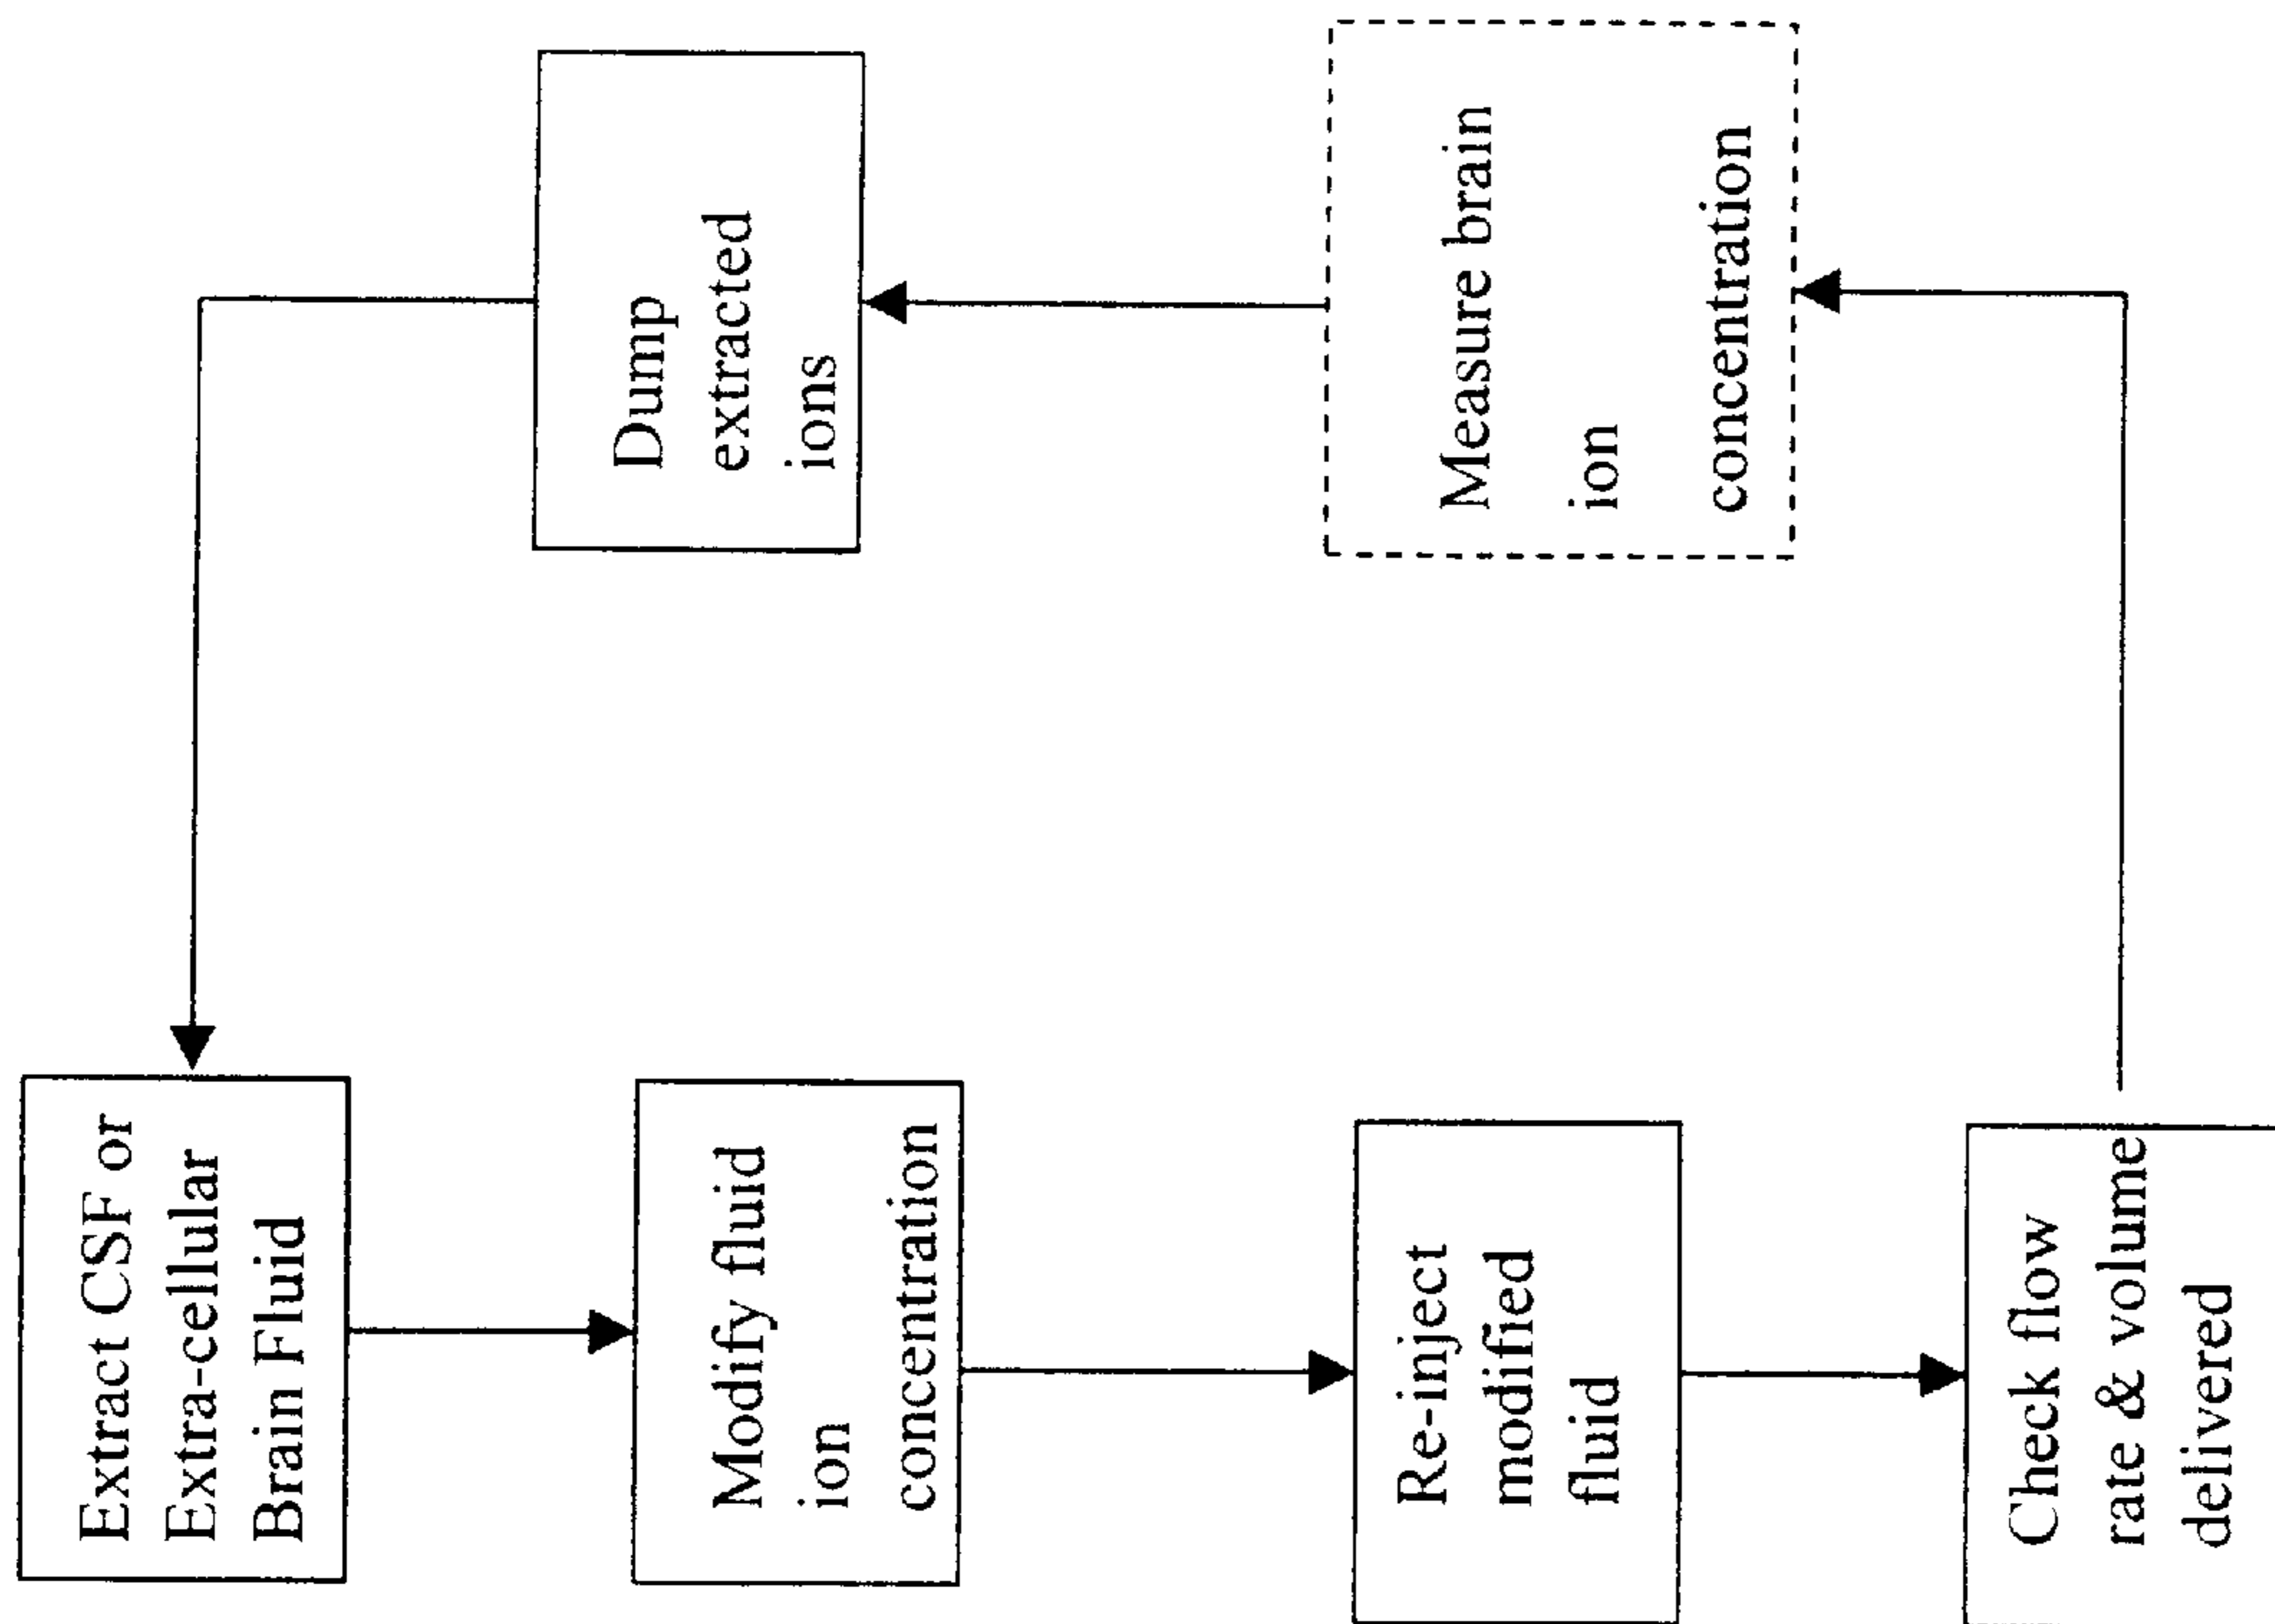 Extract CSF or
Extra-celllular
Brain Fluid
Modify fluid
ion
concentration
Re-inject
modified
fluid
Check flow
rate & volume
delivered
Measure brain
ion
concentration
Dump
extracted
ions